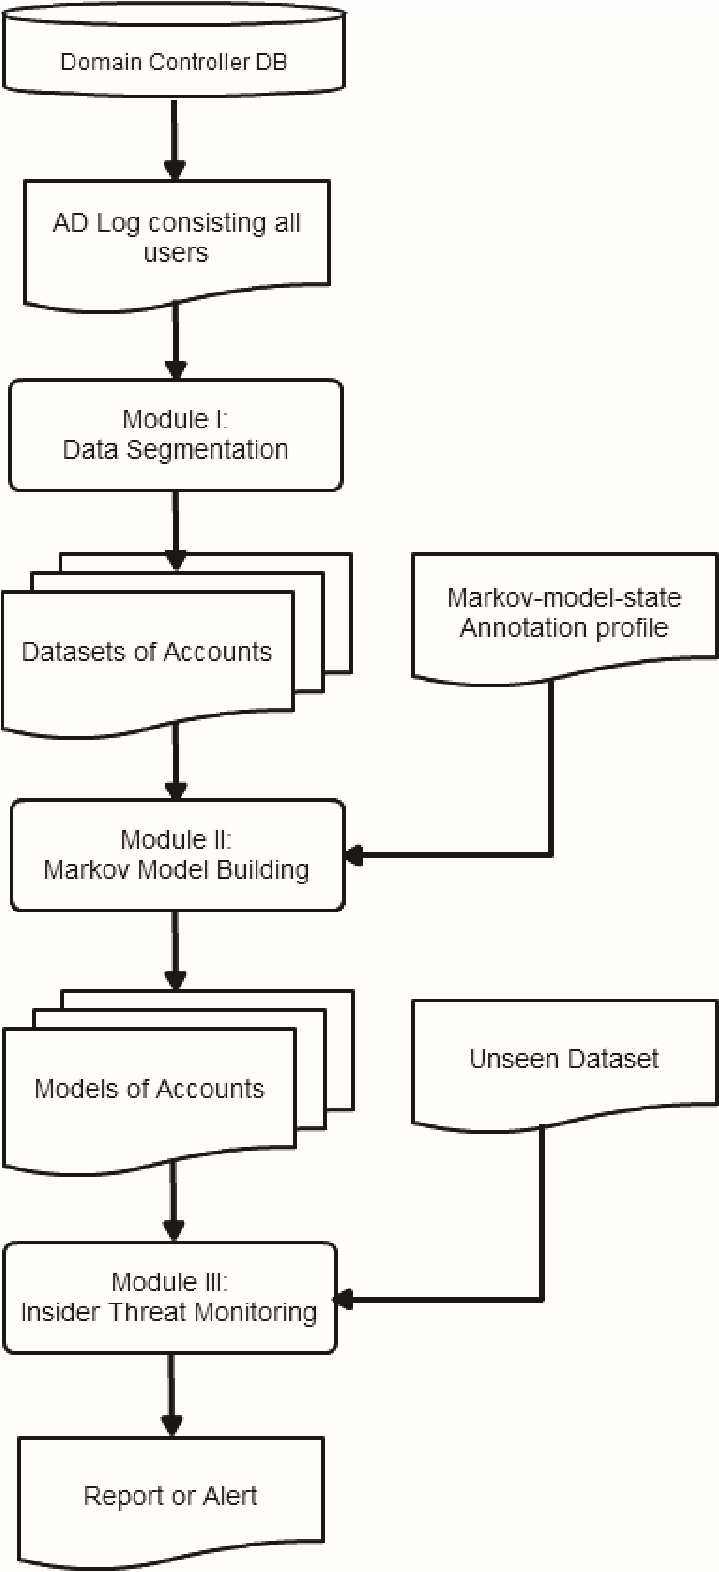 Domain Controller DB
AD Log consisting all
users
Module I:
Data Segmentation
Datasets of Accounts
Markov-model-state
Annotation profile
Module II:
Markov Model Building
Models of Accounts
Unseen Dataset
Module III:
Insider Threat Monitoring
Report or Alert